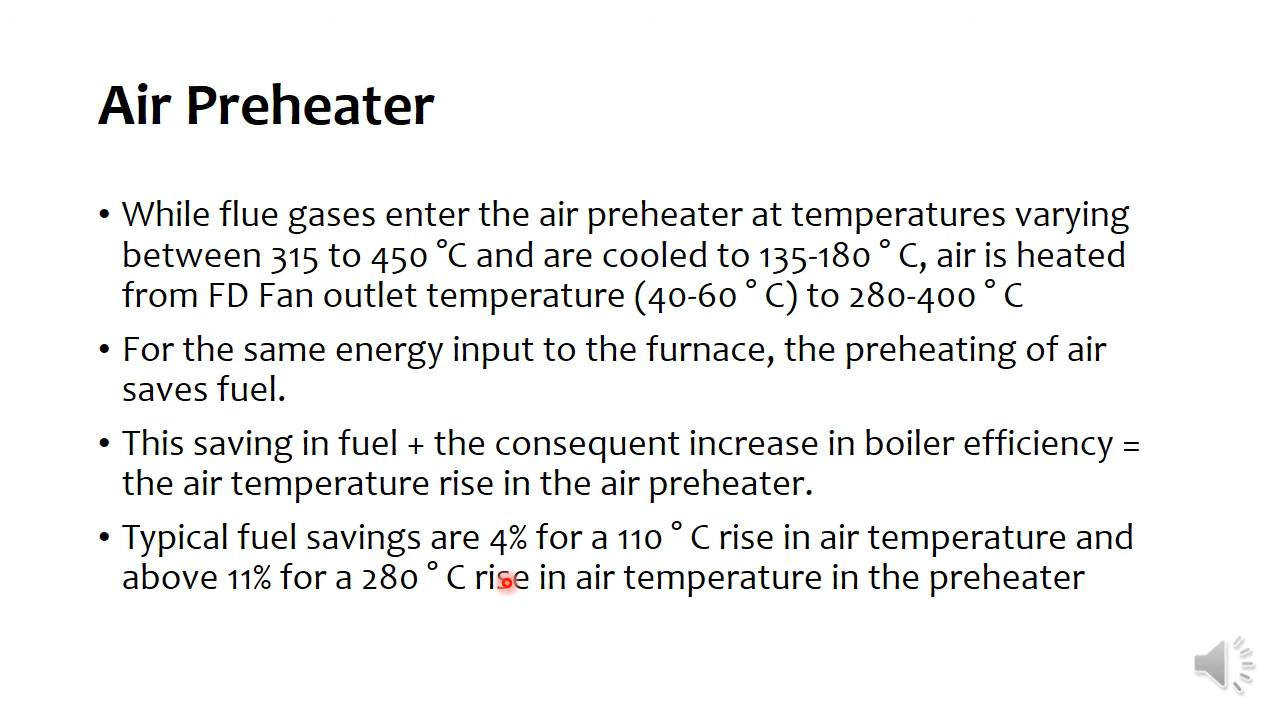 Air Preheater
• While flue gases enter the air preheater at temperatures varying
between 315 to 450 °C and are cooled to 135-180 ° C, air is heated
from FD Fan outlet temperature (40-60 ° C) to 280-400 ° C
• For the same energy input to the furnace, the preheating of air
saves fuel.
• This saving in fuel + the consequent increase in boiler efficiency =
the air temperature rise in the air preheater.
• Typical fuel savings are 4% for a 110 ° C rise in air temperature and
above 11% for a 280 ° C rise in air temperature in the preheater